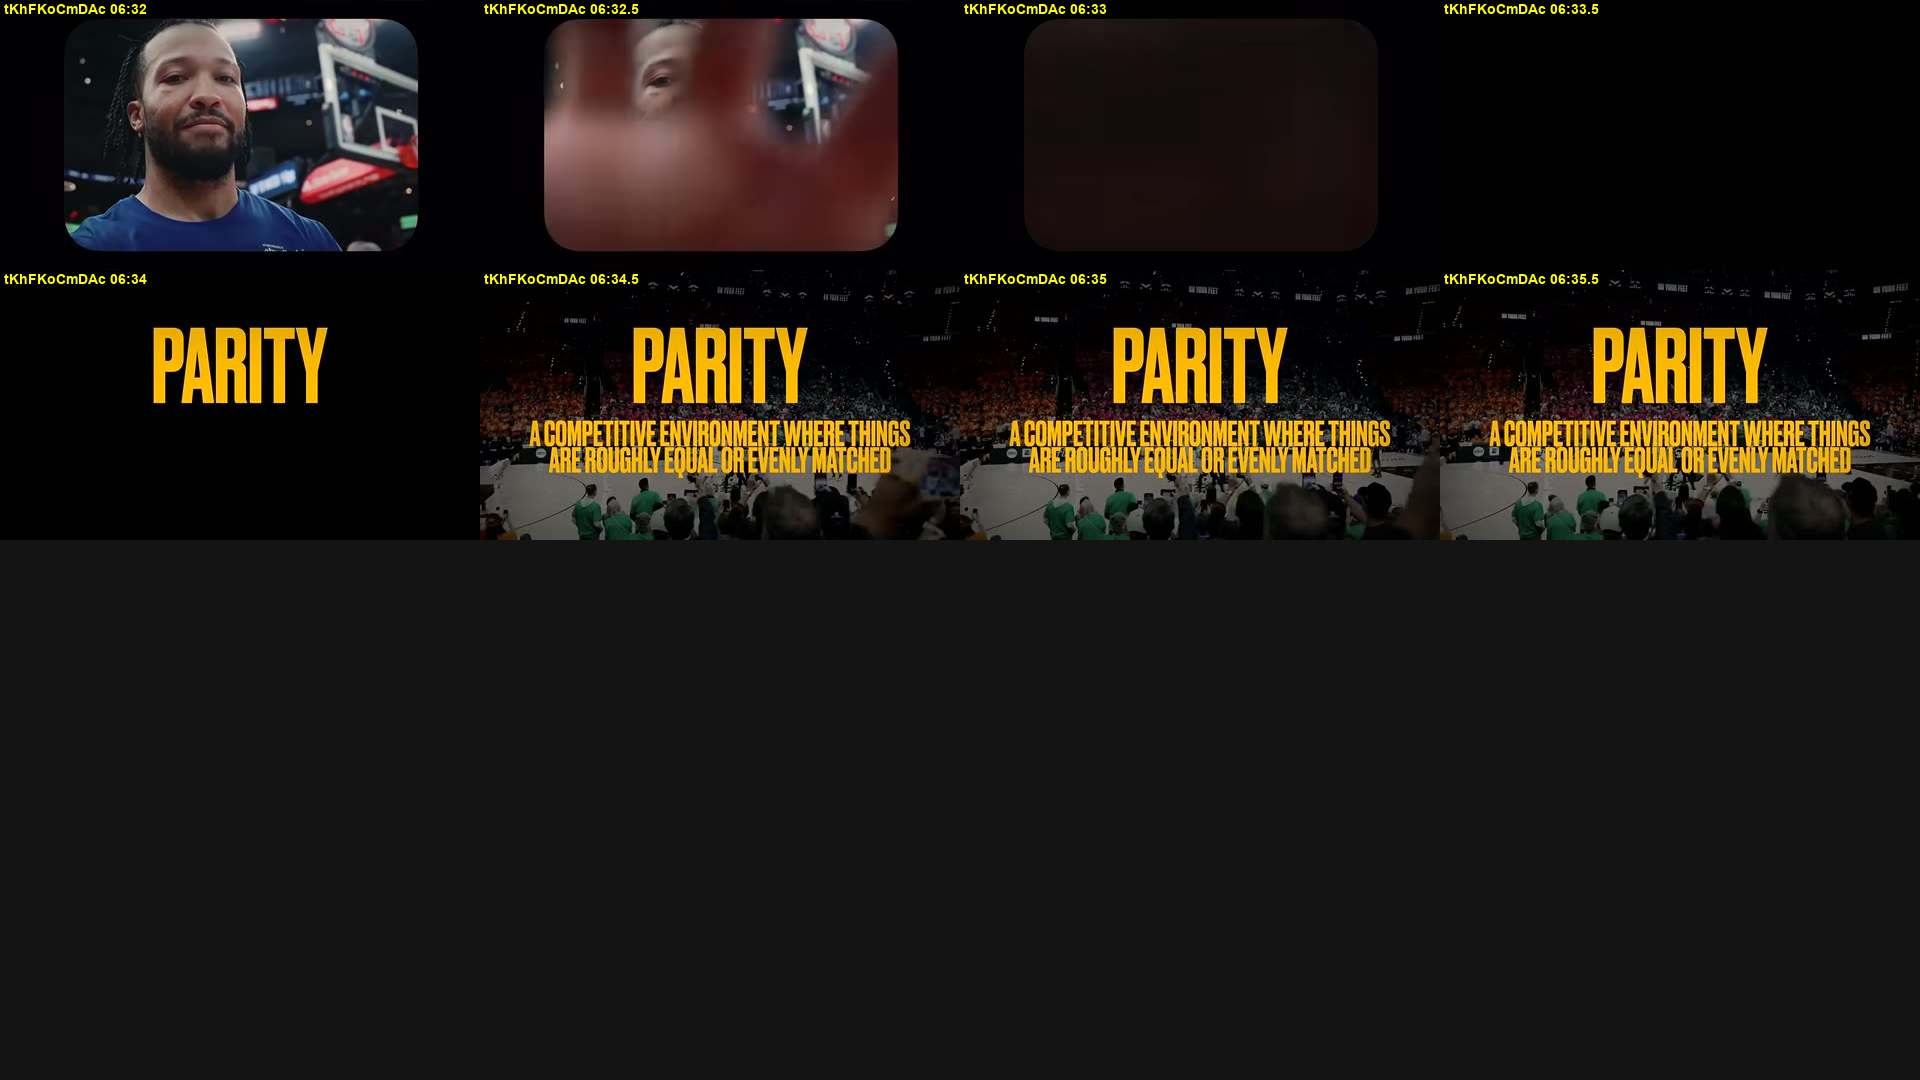 tKhFKoCmDAc 06:32
tKhFKoCmDAc 06:32.5
tKhFKoCmDAc 06:33
tKhFKoCmDAc 06:33.5
tKhFKoCmDAc 06:34
PARITY
tKhFKoCmDAc 06:34.5
PARITY
A COMPETITIVE ENVIRONMENT WHERE THINGS
ARE ROUGHLY EQUAL OR EVENLY MATCHED
tKhFKoCmDAc 06:35
PARITY
A COMPETITIVE ENVIRONMENT WHERE THINGS
ARE ROUGHLY EQUAL OR EVENLY MATCHED
tKhFKoCmDAc 06:35.5
PARITY
A COMPETITIVE ENVIRONMENT WHERE THINGS
ARE ROUGHLY EQUAL OR EVENLY MATCHED